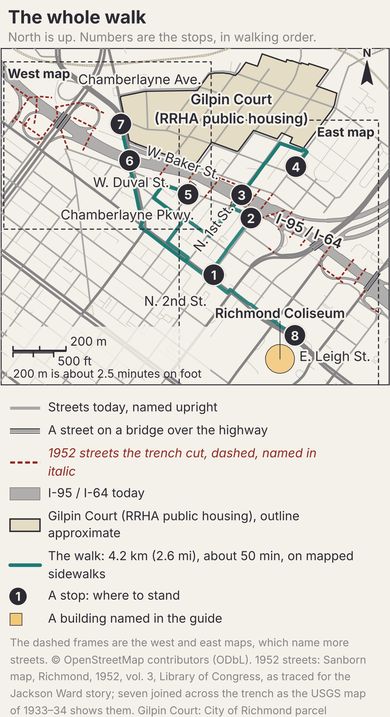 The whole walk
North is up. Numbers are the stops, in walking order.
N
West map
Chamberlayne Ave.
Gilpin Court
(RRHA public housing)
East map
7
6
W. Baker St.
4
W. Duval St.
5
3
Chamberlayne Pkwy.
2
N. 1st St.
I-95 / I-64
1
N. 2nd St.
Richmond Coliseum
8
E. Leigh St.
200 m
500 ft
200 m is about 2.5 minutes on foot
Streets today, named upright
A street on a bridge over the highway
1952 streets the trench cut, dashed, named in
italic
I-95 / I-64 today
Gilpin Court (RRHA public housing), outline
approximate
The walk: 4.2 km (2.6 mi), about 50 min, on mapped
sidewalks
1 A stop: where to stand
A building named in the guide
The dashed frames are the west and east maps, which name more
streets. © OpenStreetMap contributors (ODbL). 1952 streets: Sanborn
map, Richmond, 1952, vol. 3, Library of Congress, as traced for the
Jackson Ward story; seven joined across the trench as the USGS map
of 1933–34 shows them. Gilpin Court: City of Richmond parcel